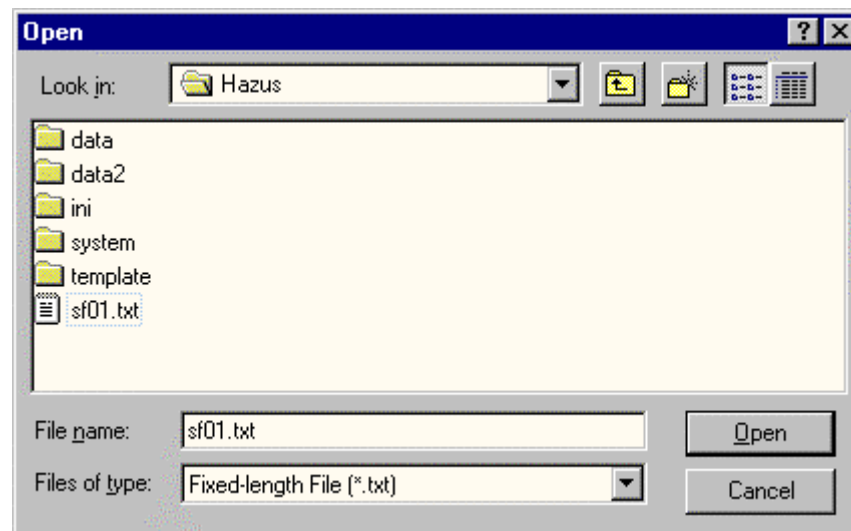 Open
Look in: Hazus
data
data2
ini
system
template
sf01.txt
File name: sf01.txt Open
Files of type: Fixed-length File (*.txt) Cancel